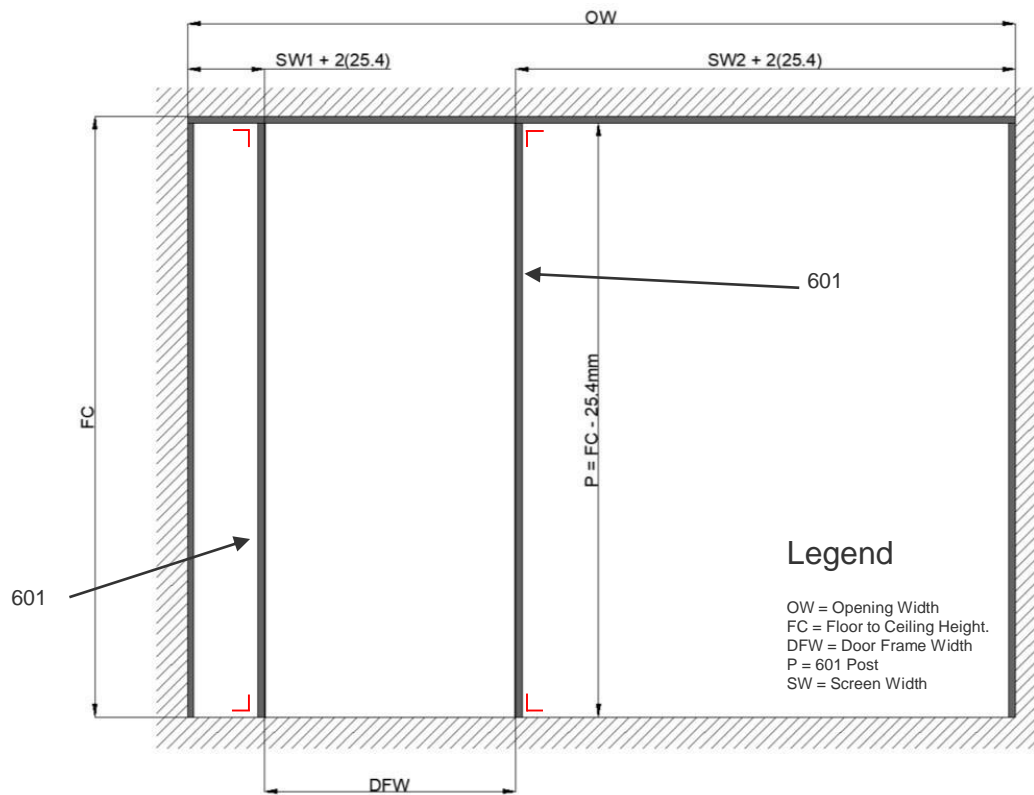 OW
SW1 + 2(25.4)
SW2 + 2(25.4)
601
FC
P = FC - 25.4mm
601
Legend
OW = Opening Width
FC = Floor to Ceiling Height.
DFW = Door Frame Width
P = 601 Post
SW = Screen Width
DFW